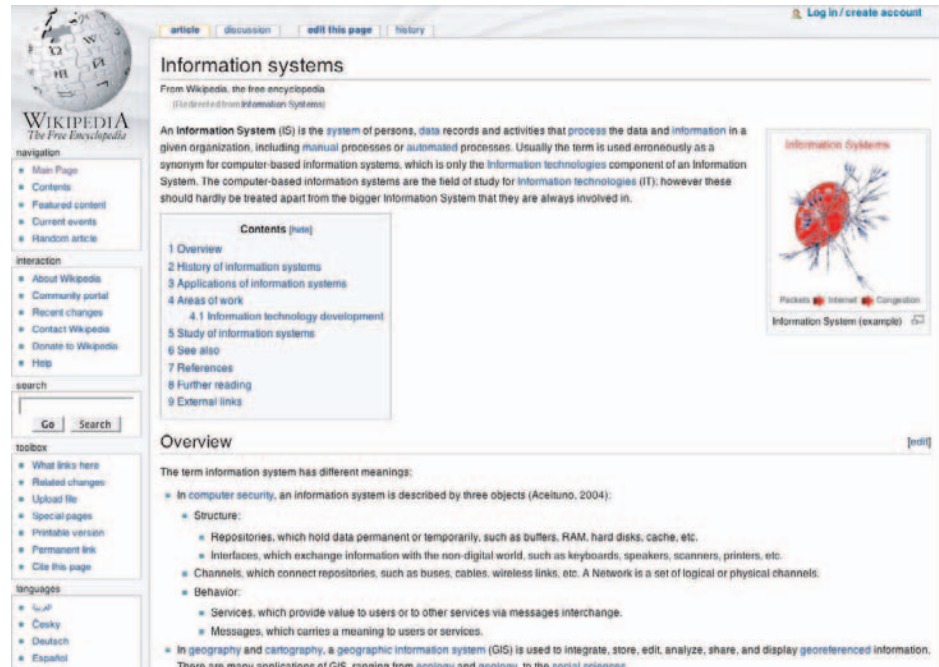 Log in / create account
article discussion edit this page history
WIKIPEDIA
The Free Encyclopedia
navigation
Main Page
Contents
Featured content
Current events
Random article
interaction
About Wikipedia
Community portal
Recent changes
Contact Wikipedia
Donate to Wikipedia
Help
search
Go Search
toolbox
What links here
Related changes
Upload file
Special pages
Printable version
Permanent link
Cite this page
languages
العربية
Česky
Deutsch
Español
Information systems
From Wikipedia, the free encyclopedia
(Redirected from Information Systems)
An Information System (IS) is the system of persons, data records and activities that process the data and information in a
given organization, including manual processes or automated processes. Usually the term is used erroneously as a
synonym for computer-based information systems, which is only the Information technologies component of an Information
System. The computer-based information systems are the field of study for Information technologies (IT); however these
should hardly be treated apart from the bigger Information System that they are always involved in.
Information Systems
Packets Internet Congestion
Information System (example)
Contents [hide]
1 Overview
2 History of information systems
3 Applications of information systems
4 Areas of work
4.1 Information technology development
5 Study of information systems
6 See also
7 References
8 Further reading
9 External links
Overview [edit]
The term information system has different meanings:
In computer security, an information system is described by three objects (Aceituno, 2004):
Structure:
Repositories, which hold data permanent or temporarily, such as buffers, RAM, hard disks, cache, etc.
Interfaces, which exchange information with the non-digital world, such as keyboards, speakers, scanners, printers, etc.
Channels, which connect repositories, such as buses, cables, wireless links, etc. A Network is a set of logical or physical channels.
Behavior:
Services, which provide value to users or to other services via messages interchange.
Messages, which carries a meaning to users or services.
In geography and cartography, a geographic information system (GIS) is used to integrate, store, edit, analyze, share, and display georeferenced information.
There are many applications of GIS, ranging from ecology and geology, to the social sciences.